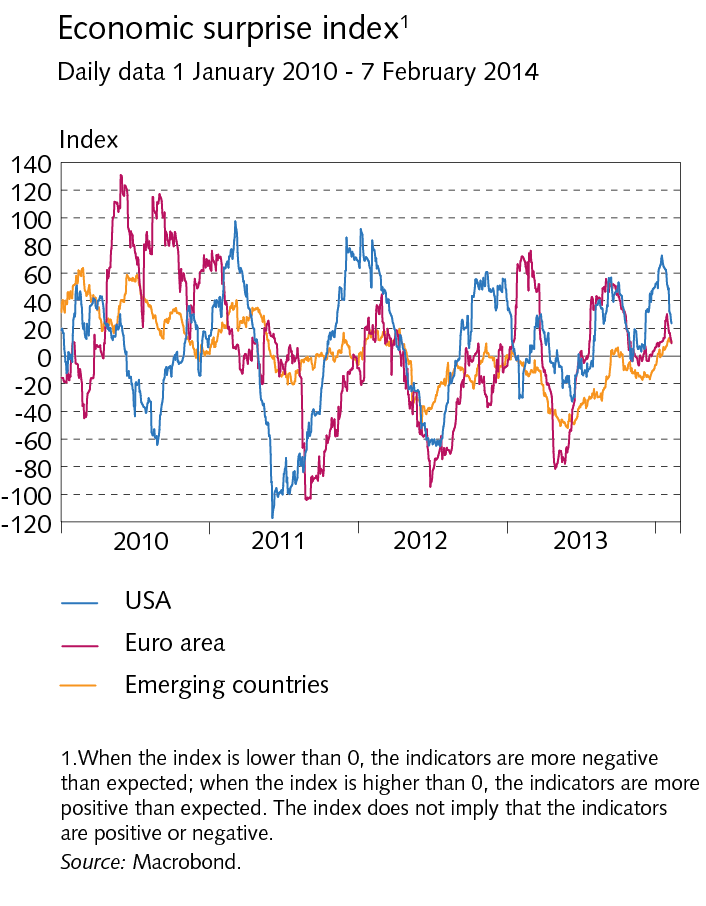 Economic surprise index1
Daily data 1 January 2010 - 7 February 2014
Index
140
120
100
80
60
40
20
0
-20
-40
-60
-80
-100
-120
2010 2011 2012 2013
USA
Euro area
Emerging countries
1.When the index is lower than 0, the indicators are more negative
than expected; when the index is higher than 0, the indicators are more
positive than expected. The index does not imply that the indicators
are positive or negative.
Source: Macrobond.